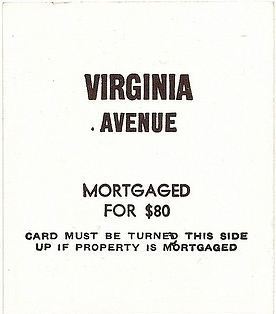 VIRGINIA
AVENUE
MORTGAGED
FOR $80
CARD MUST BE TURNED THIS SIDE
UP IF PROPERTY IS MORTGAGED